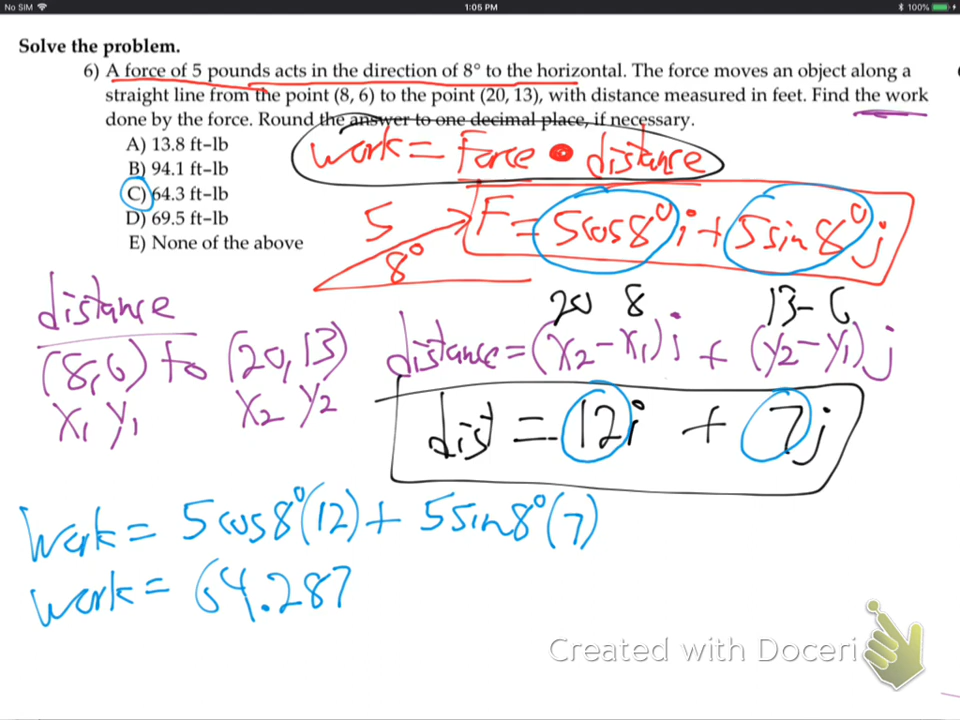 No SIM 1:05 PM 100%
Solve the problem.
6) A force of 5 pounds acts in the direction of 8° to the horizontal. The force moves an object along a
straight line from the point (8, 6) to the point (20, 13), with distance measured in feet. Find the work
done by the force. Round the answer to one decimal place, if necessary.
A) 13.8 ft-lb
B) 94.1 ft-lb
C) 64.3 ft-lb
D) 69.5 ft-lb
E) None of the above
work = Force • distance
5
8°
F = 5cos8° i + 5sin8° j
distance
(8,6) to (20,13)
x₁ y₁ x₂ y₂
20 8 13-6
distance = (x₂-x₁)i + (y₂-y₁)j
dist = 12i + 7j
Work = 5cos8°(12) + 5sin8°(7)
work = 64.287
Created with Doceri